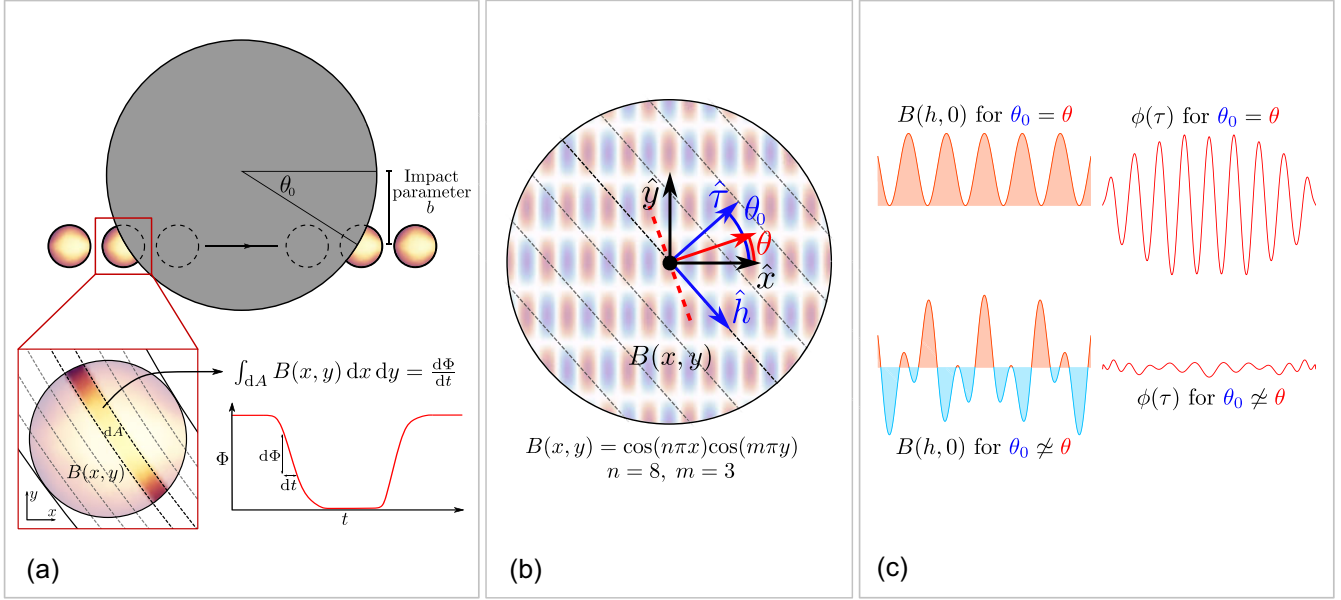 θ₀
Impact
parameter
b
∫dA B(x, y) dx dy = dΦ/dt
dA
B(x, y)
y
x
Φ
dΦ
dt
t
(a)
ŷ
τ̂
θ₀
θ
x̂
ĥ
B(x, y)
B(x, y) = cos(nπx)cos(mπy)
n = 8, m = 3
(b)
B(h, 0) for θ₀ = θ
ϕ(τ) for θ₀ = θ
ϕ(τ) for θ₀ ≄ θ
B(h, 0) for θ₀ ≄ θ
(c)